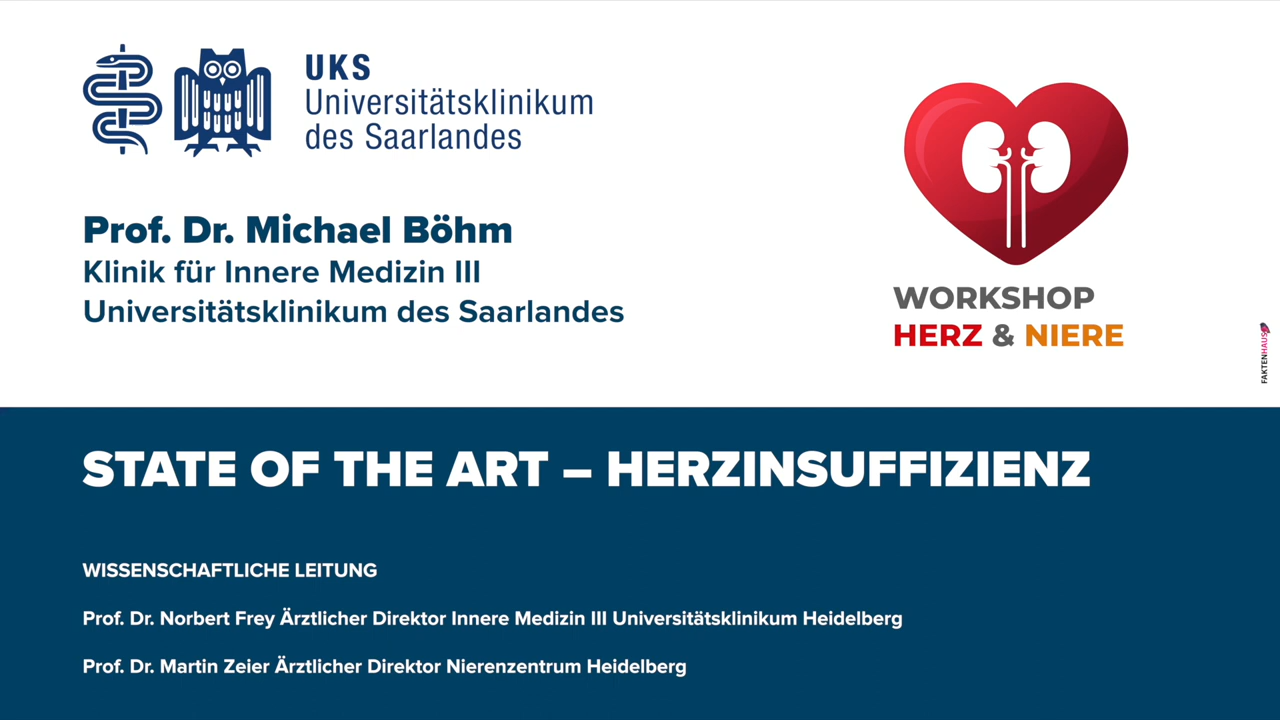 UKS
Universitätsklinikum
des Saarlandes
Prof. Dr. Michael Böhm
Klinik für Innere Medizin III
Universitätsklinikum des Saarlandes
WORKSHOP
HERZ & NIERE
FAKTENHAUS
STATE OF THE ART – HERZINSUFFIZIENZ
WISSENSCHAFTLICHE LEITUNG
Prof. Dr. Norbert Frey Ärztlicher Direktor Innere Medizin III Universitätsklinikum Heidelberg
Prof. Dr. Martin Zeier Ärztlicher Direktor Nierenzentrum Heidelberg